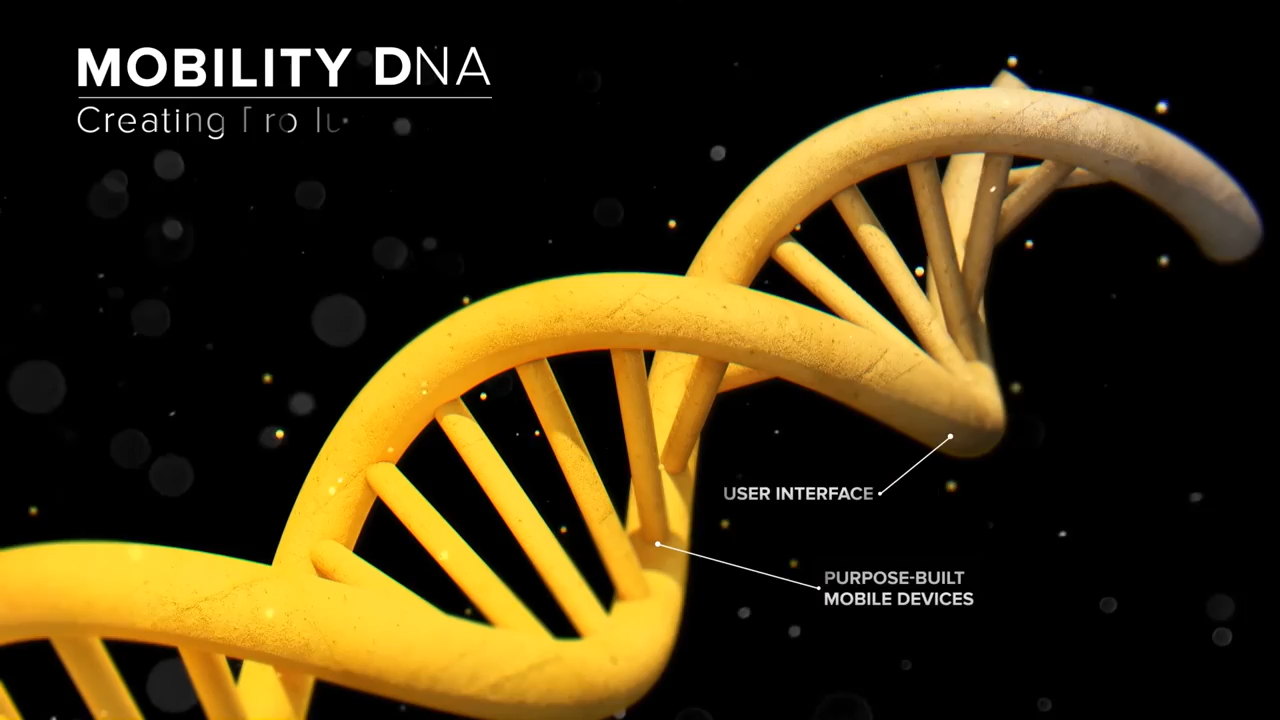 MOBILITY DNA
Creating
USER INTERFACE
PURPOSE-BUILT
MOBILE DEVICES